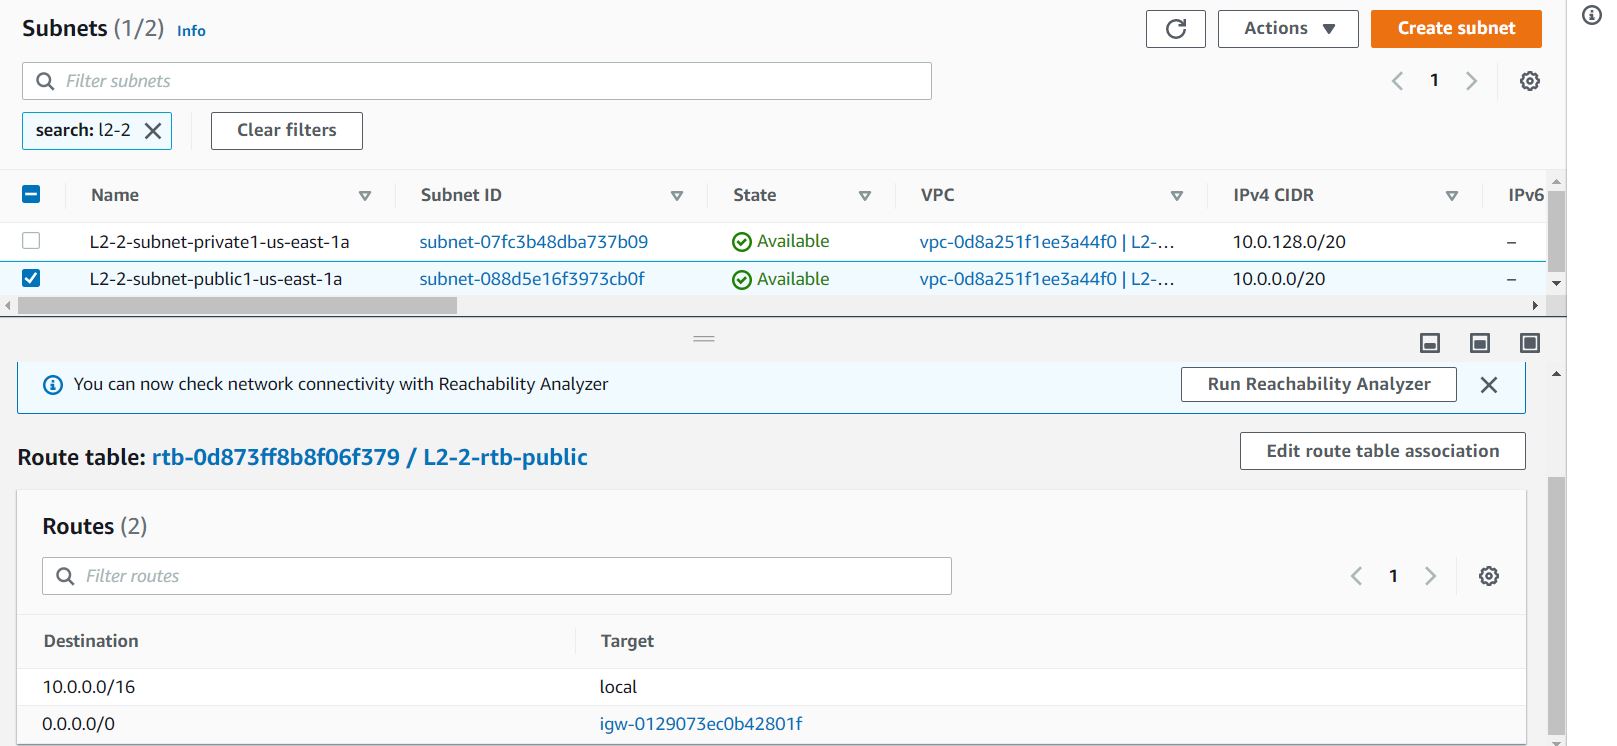 Subnets (1/2) Info
Actions
Create subnet
Filter subnets
1
search: l2-2
Clear filters
Name Subnet ID State VPC IPv4 CIDR IPv6
L2-2-subnet-private1-us-east-1a subnet-07fc3b48dba737b09 Available vpc-0d8a251f1ee3a44f0 | L2-... 10.0.128.0/20 –
L2-2-subnet-public1-us-east-1a subnet-088d5e16f3973cb0f Available vpc-0d8a251f1ee3a44f0 | L2-... 10.0.0.0/20 –
You can now check network connectivity with Reachability Analyzer
Run Reachability Analyzer
Route table: rtb-0d873ff8b8f06f379 / L2-2-rtb-public
Edit route table association
Routes (2)
Filter routes
1
Destination Target
10.0.0.0/16 local
0.0.0.0/0 igw-0129073ec0b42801f